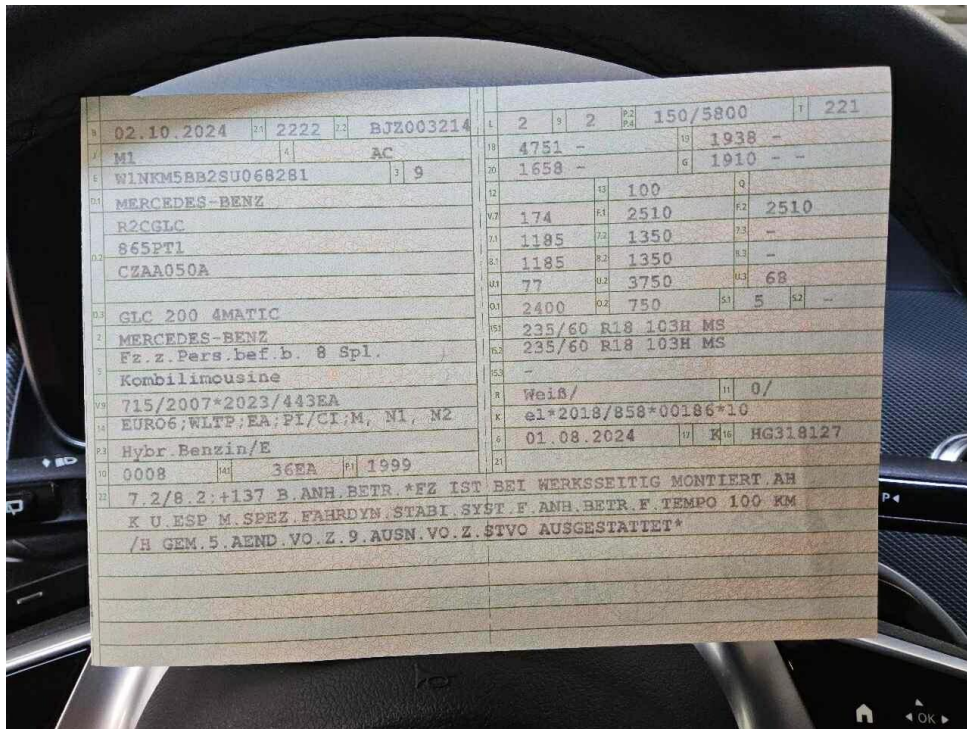 B 02.10.2024 2.1 2222 2.2 BJZ003214
J M1 4 AC
E W1NKM5BB2SU068281 3 9
D.1 MERCEDES-BENZ
R2CGLC
D.2 865PT1
CZAA050A
D.3 GLC 200 4MATIC
2 MERCEDES-BENZ
Fz.z.Pers.bef.b. 8 Spl.
5 Kombilimousine
V.9 715/2007*2023/443EA
14 EURO6;WLTP;EA;PI/CI;M, N1, N2
P.3 Hybr.Benzin/E
10 0008 14.1 36EA P.1 1999
L 2 9 2 P.2 P.4 150/5800 T 221
18 4751 - 19 1938 -
20 1658 - G 1910 - -
12 13 100 Q
V.7 174 F.1 2510 F.2 2510
7.1 1185 7.2 1350 7.3 -
8.1 1185 8.2 1350 8.3 -
U.1 77 U.2 3750 U.3 68
O.1 2400 O.2 750 S.1 5 S.2 -
15.1 235/60 R18 103H MS
15.2 235/60 R18 103H MS
15.3 -
R Weiß/ 11 0/
K e1*2018/858*00186*10
6 01.08.2024 17 K 16 HG318127
21
22 7.2/8.2:+137 B.ANH.BETR.*FZ IST BEI WERKSSEITIG MONTIERT.AH
K U.ESP M.SPEZ.FAHRDYN.STABI.SYST.F.ANH.BETR.F.TEMPO 100 KM
/H GEM.5.AEND.VO.Z.9.AUSN.VO.Z.STVO AUSGESTATTET*
P
OK